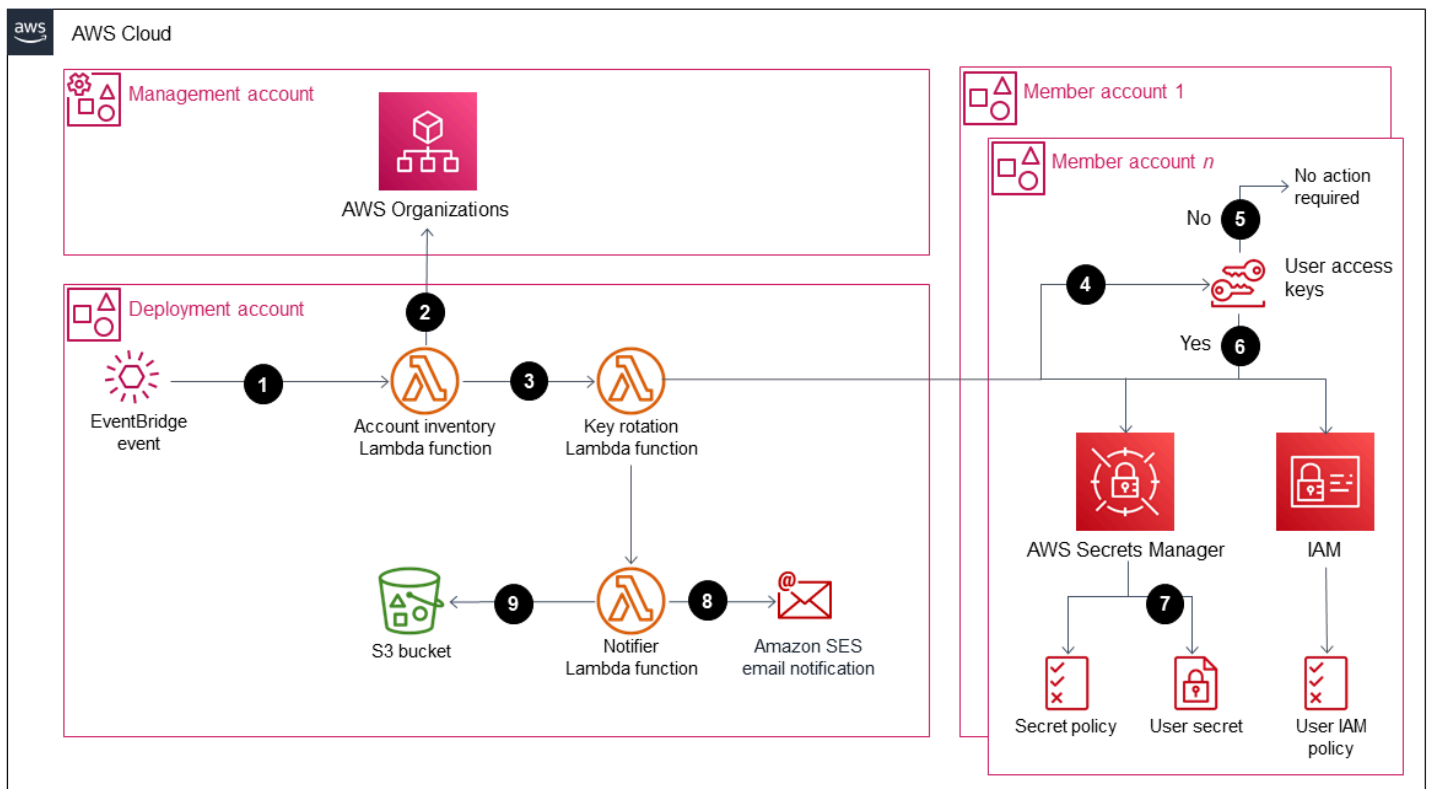 aws
AWS Cloud
Management account
AWS Organizations
Member account 1
Member account n
No action
required
No
5
User access
keys
4
Yes
6
Deployment account
2
1
3
EventBridge
event
Account inventory
Lambda function
Key rotation
Lambda function
AWS Secrets Manager
IAM
9
8
7
S3 bucket
Notifier
Lambda function
Amazon SES
email notification
@
Secret policy
User secret
User IAM
policy